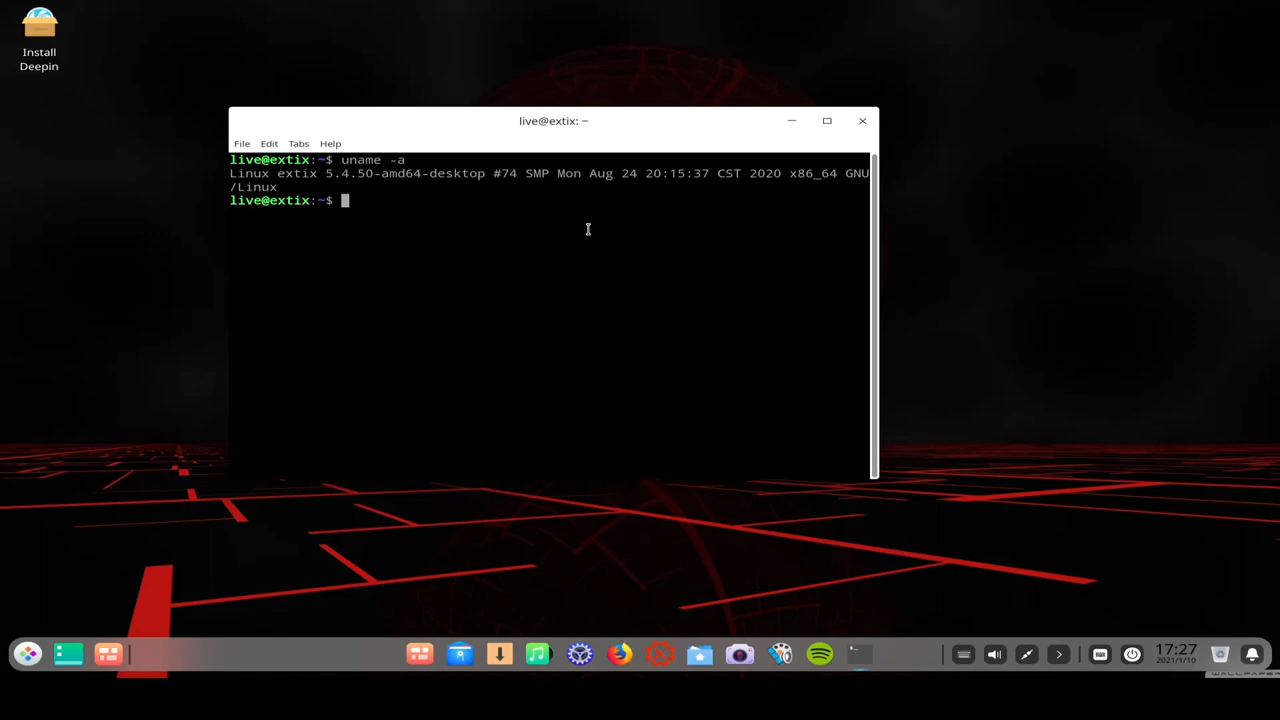 Install
Deepin
live@extix: ~
File Edit Tabs Help
live@extix:~$ uname -a
Linux extix 5.4.50-amd64-desktop #74 SMP Mon Aug 24 20:15:37 CST 2020 x86_64 GNU
/Linux
live@extix:~$
17:27
2021/1/10